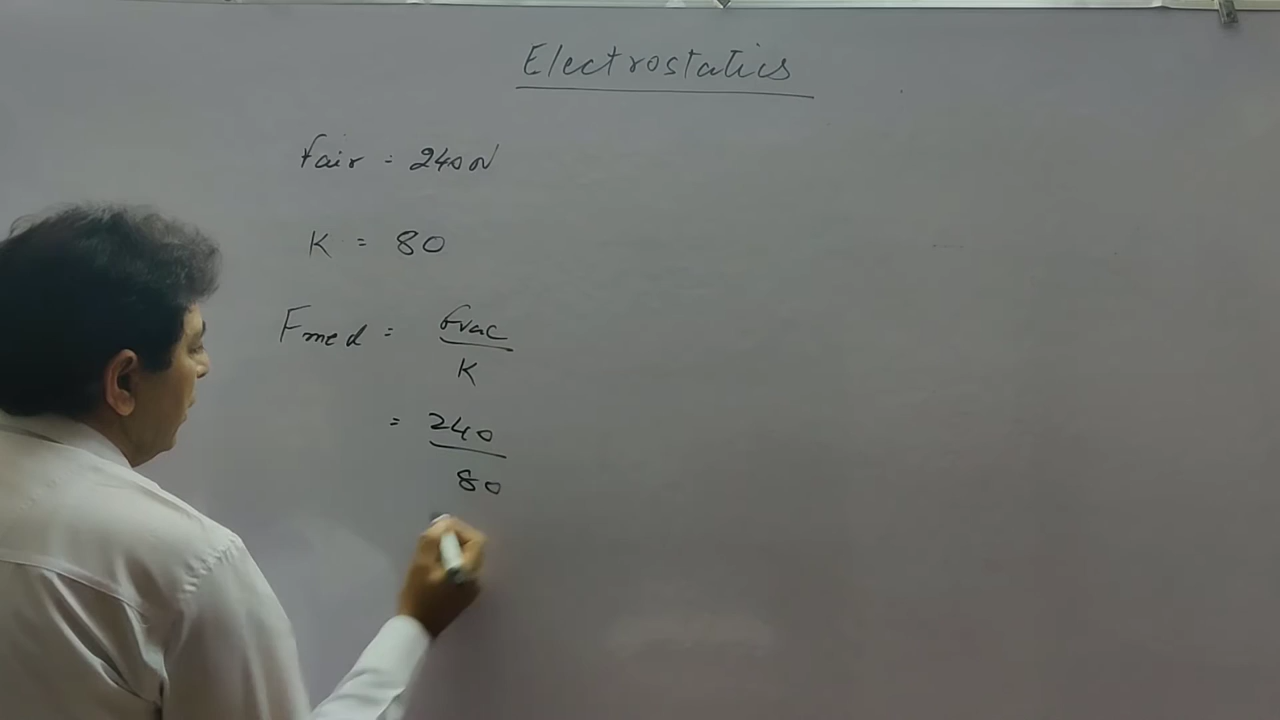 Electrostatics
Fair = 240N
K = 80
Fmed = Fvac
K
= 240
80